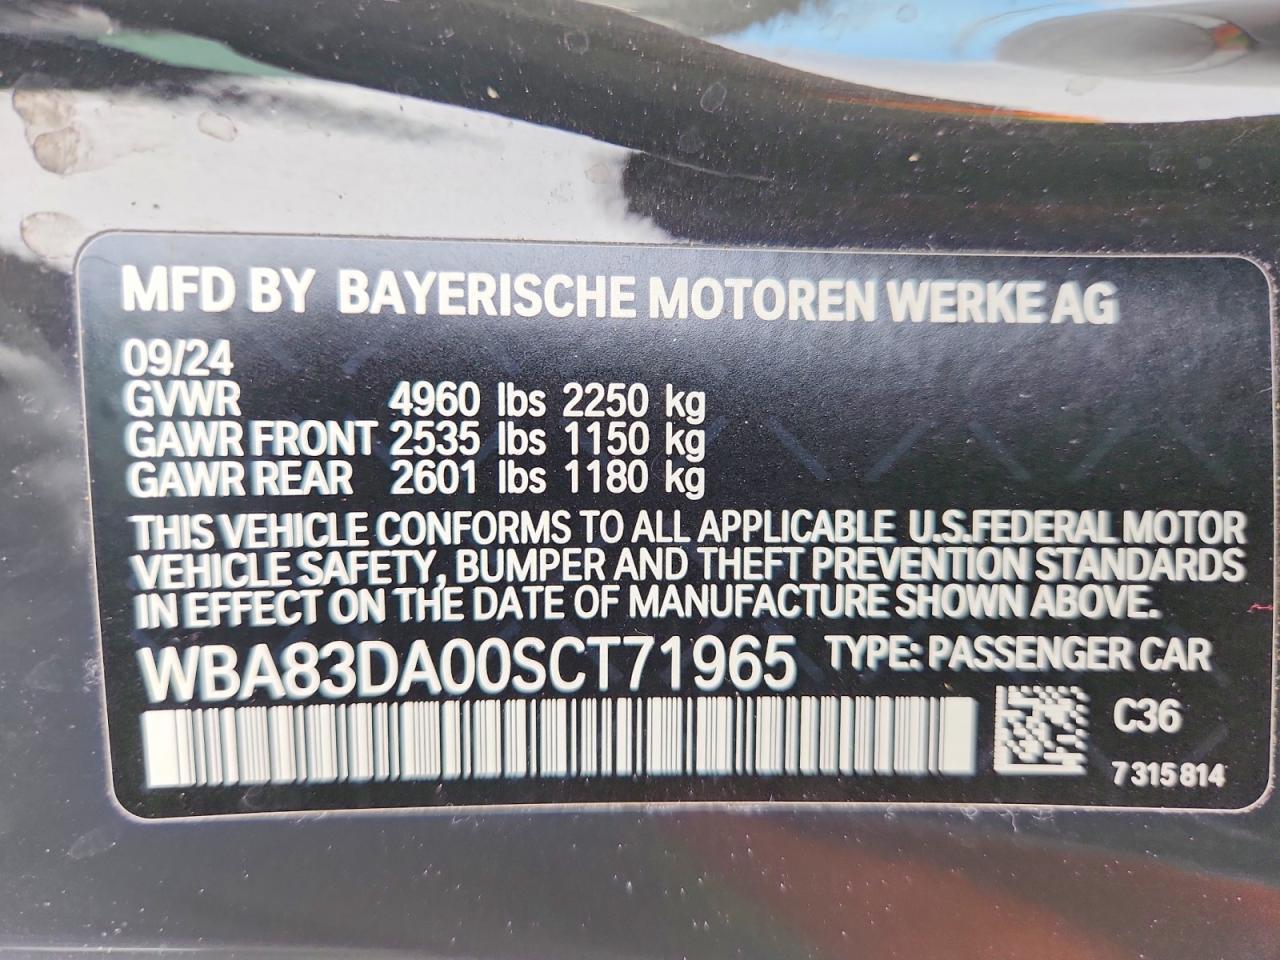 MFD BY BAYERISCHE MOTOREN WERKE AG
09/24
GVWR 4960 lbs 2250 kg
GAWR FRONT 2535 lbs 1150 kg
GAWR REAR 2601 lbs 1180 kg
THIS VEHICLE CONFORMS TO ALL APPLICABLE U.S.FEDERAL MOTOR
VEHICLE SAFETY, BUMPER AND THEFT PREVENTION STANDARDS
IN EFFECT ON THE DATE OF MANUFACTURE SHOWN ABOVE.
WBA83DA00SCT71965 TYPE: PASSENGER CAR
C36
7 315 814